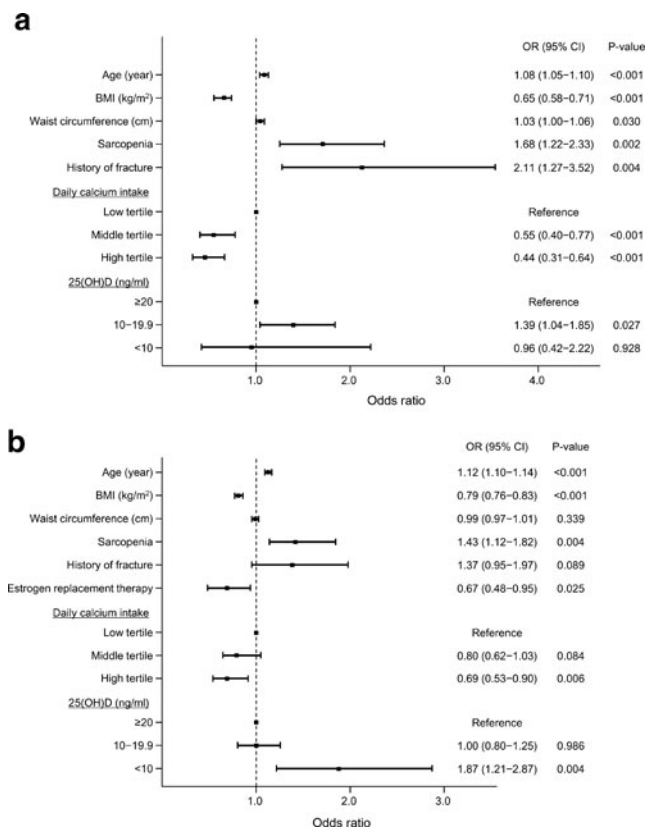 a
OR (95% CI) P-value
Age (year) 1.08 (1.05−1.10) <0.001
BMI (kg/m²) 0.65 (0.58−0.71) <0.001
Waist circumference (cm) 1.03 (1.00−1.06) 0.030
Sarcopenia 1.68 (1.22−2.33) 0.002
History of fracture 2.11 (1.27−3.52) 0.004
Daily calcium intake
Low tertile Reference
Middle tertile 0.55 (0.40−0.77) <0.001
High tertile 0.44 (0.31−0.64) <0.001
25(OH)D (ng/ml)
≥20 Reference
10−19.9 1.39 (1.04−1.85) 0.027
<10 0.96 (0.42−2.22) 0.928
1.0 2.0 3.0 4.0
Odds ratio
b
OR (95% CI) P-value
Age (year) 1.12 (1.10−1.14) <0.001
BMI (kg/m²) 0.79 (0.76−0.83) <0.001
Waist circumference (cm) 0.99 (0.97−1.01) 0.339
Sarcopenia 1.43 (1.12−1.82) 0.004
History of fracture 1.37 (0.95−1.97) 0.089
Estrogen replacement therapy 0.67 (0.48−0.95) 0.025
Daily calcium intake
Low tertile Reference
Middle tertile 0.80 (0.62−1.03) 0.084
High tertile 0.69 (0.53−0.90) 0.006
25(OH)D (ng/ml)
≥20 Reference
10−19.9 1.00 (0.80−1.25) 0.986
<10 1.87 (1.21−2.87) 0.004
1.0 2.0 3.0
Odds ratio